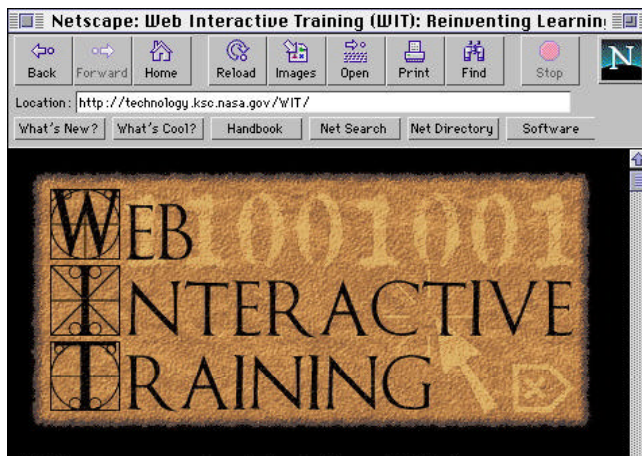 Netscape: Web Interactive Training (WIT): Reinventing Learnin
Back Forward Home Reload Images Open Print Find Stop N
Location: http://technology.ksc.nasa.gov/WIT/
What's New? What's Cool? Handbook Net Search Net Directory Software
1001001
WEB
INTERACTIVE
TRAINING